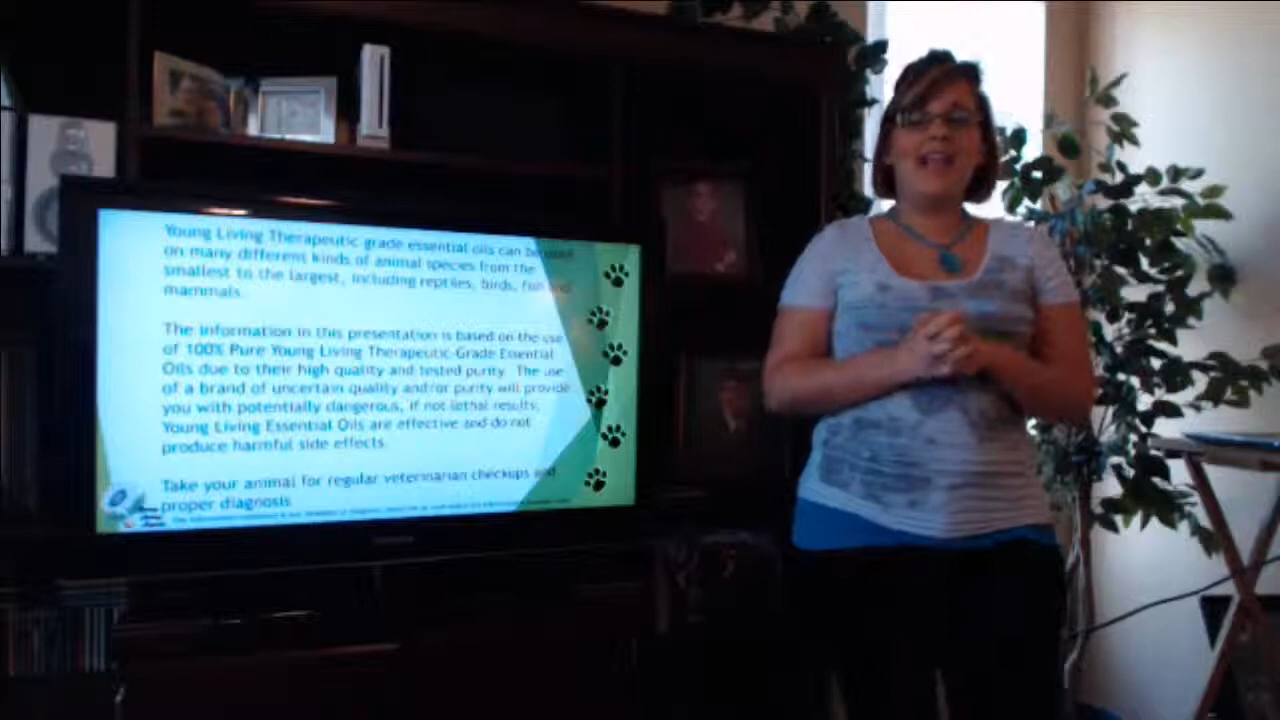 Young Living Therapeutic grade essential oils can be used
on many different kinds of animal species from the
smallest to the largest, including reptiles, birds, fun and
mammals.
The information in this presentation is based on the use
of 100% Pure Young Living Therapeutic-Grade Essential
Oils due to their high quality and tested purity. The use
of a brand of uncertain quality and/or purity will provide
you with potentially dangerous, if not lethal results.
Young Living Essential Oils are effective and do not
produce harmful side effects.
Take your animal for regular veterinarian checkups and
proper diagnosis